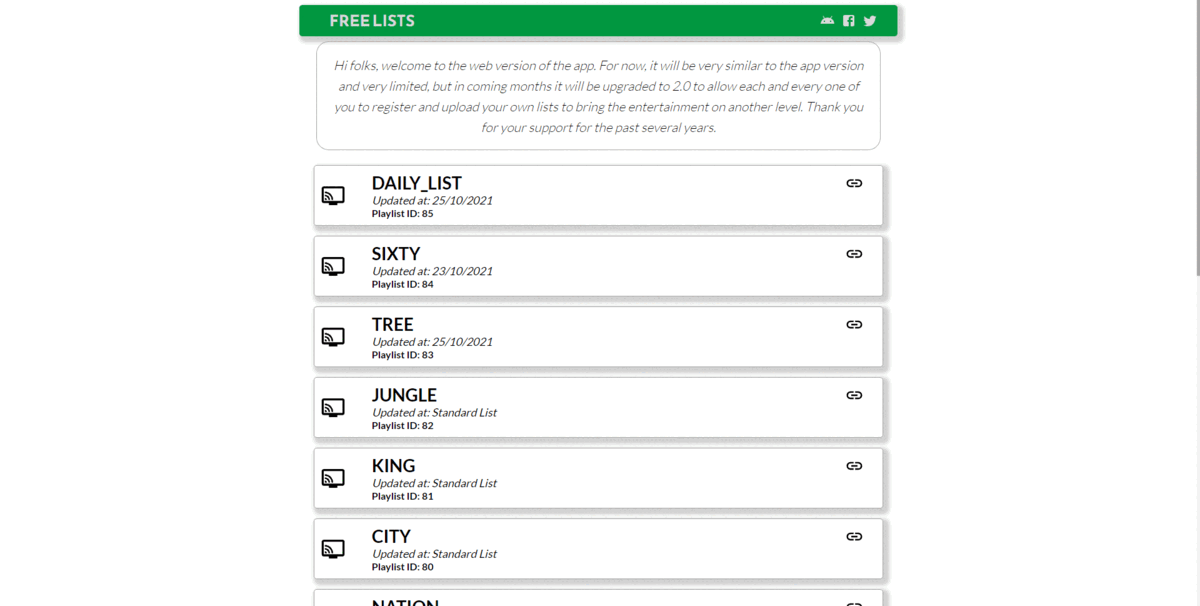 FREE LISTS
Hi folks, welcome to the web version of the app. For now, it will be very similar to the app version
and very limited, but in coming months it will be upgraded to 2.0 to allow each and every one of
you to register and upload your own lists to bring the entertainment on another level. Thank you
for your support for the past several years.
DAILY_LIST
Updated at: 25/10/2021
Playlist ID: 85
SIXTY
Updated at: 23/10/2021
Playlist ID: 84
TREE
Updated at: 25/10/2021
Playlist ID: 83
JUNGLE
Updated at: Standard List
Playlist ID: 82
KING
Updated at: Standard List
Playlist ID: 81
CITY
Updated at: Standard List
Playlist ID: 80
NATION